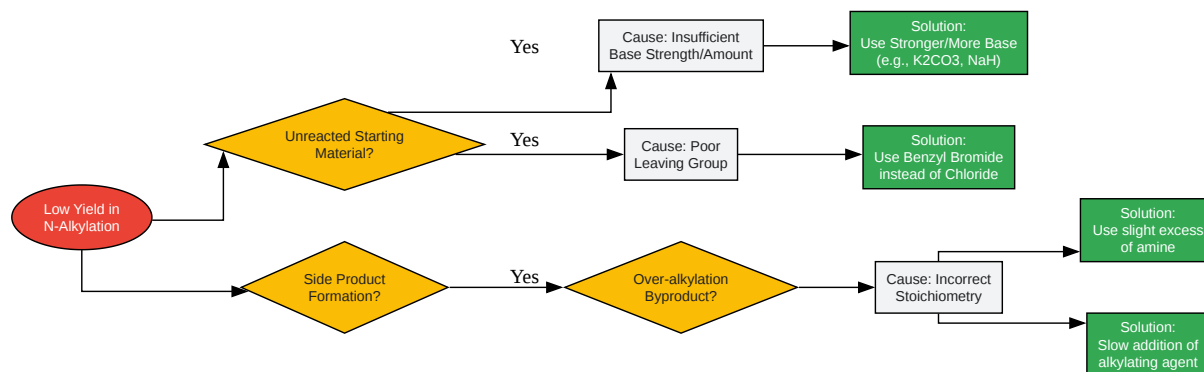 Yes
Cause: Insufficient
Base Strength/Amount
Solution:
Use Stronger/More Base
(e.g., K2CO3, NaH)
Unreacted Starting
Material?
Yes
Cause: Poor
Leaving Group
Solution:
Use Benzyl Bromide
instead of Chloride
Low Yield in
N-Alkylation
Side Product
Formation?
Yes
Over-alkylation
Byproduct?
Cause: Incorrect
Stoichiometry
Solution:
Use slight excess
of amine
Solution:
Slow addition of
alkylating agent